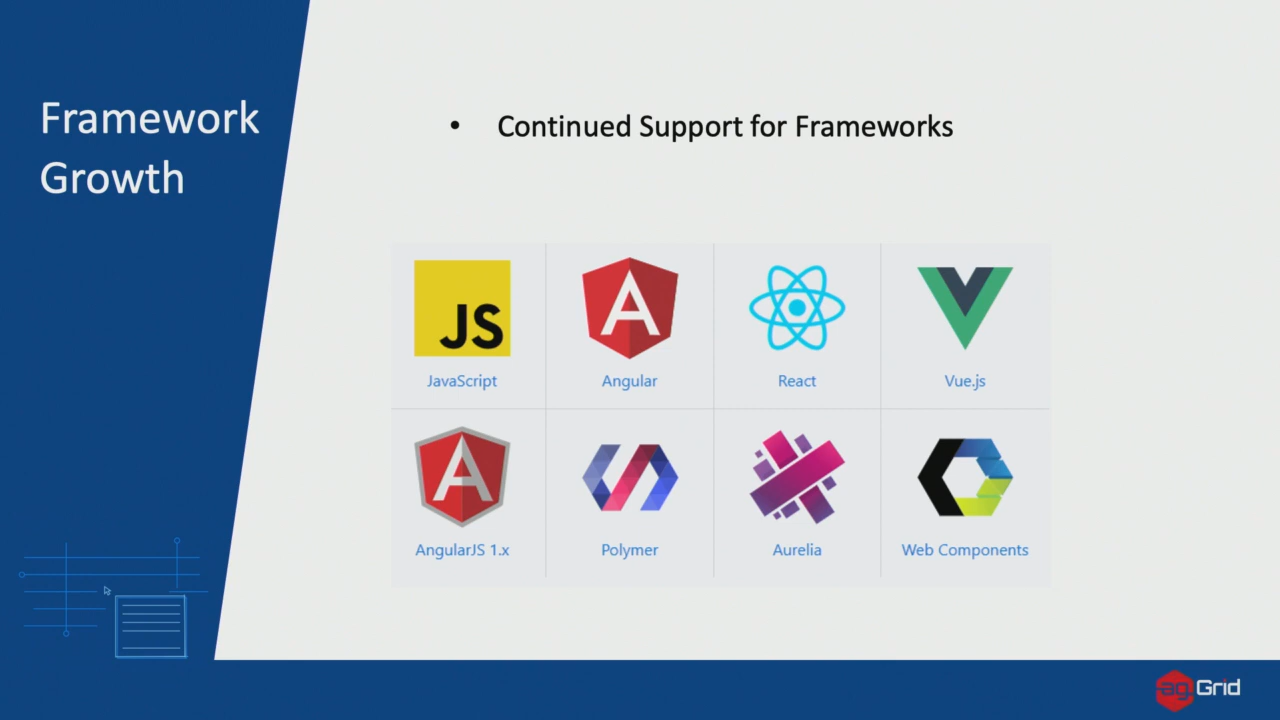 Framework
Growth
• Continued Support for Frameworks
JS
JavaScript
A
Angular
React
Vue.js
A
AngularJS 1.x
Polymer
Aurelia
Web Components
ag.Grid